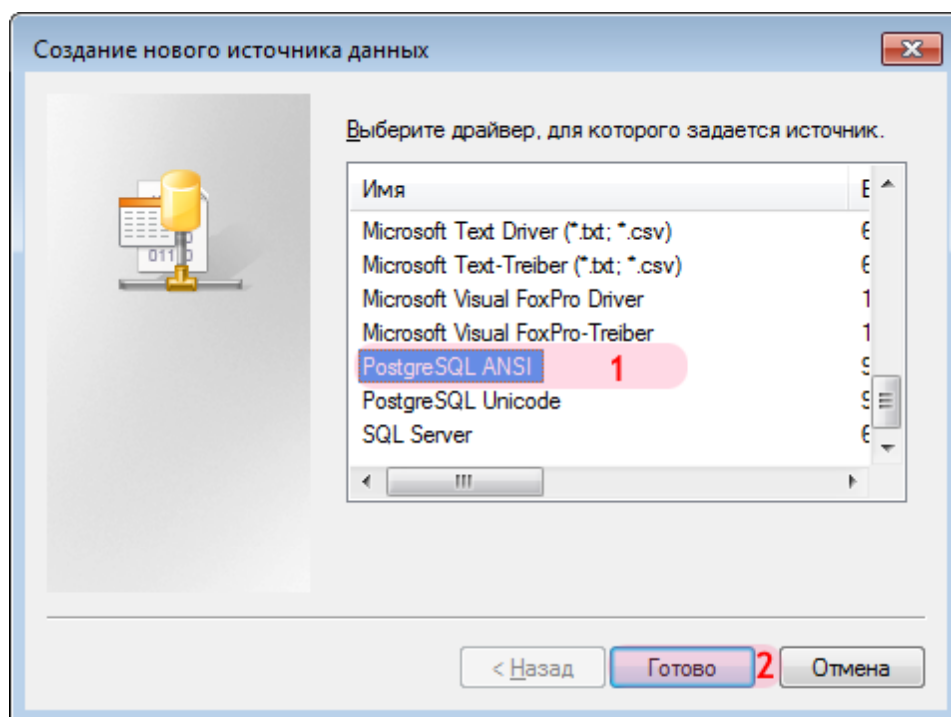 Создание нового источника данных
Выберите драйвер, для которого задается источник.
Имя
Microsoft Text Driver (*.txt; *.csv)
Microsoft Text-Treiber (*.txt; *.csv)
Microsoft Visual FoxPro Driver
Microsoft Visual FoxPro-Treiber
PostgreSQL ANSI 1
PostgreSQL Unicode
SQL Server
< Назад Готово 2 Отмена